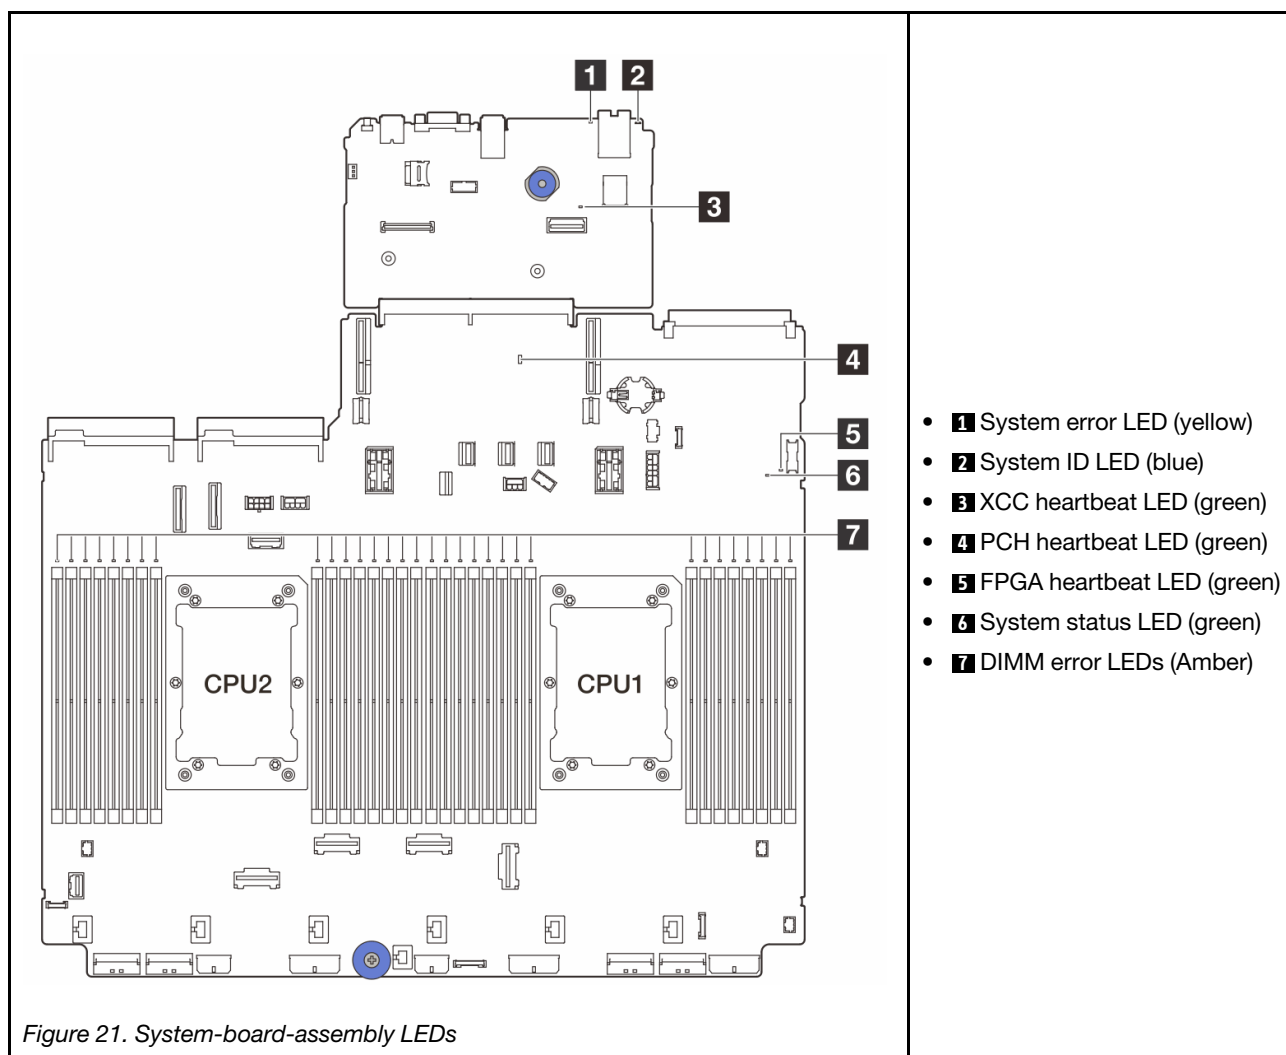 1 2
3
4
5
6
7
CPU2 CPU1
Figure 21. System-board-assembly LEDs
• 1 System error LED (yellow)
• 2 System ID LED (blue)
• 3 XCC heartbeat LED (green)
• 4 PCH heartbeat LED (green)
• 5 FPGA heartbeat LED (green)
• 6 System status LED (green)
• 7 DIMM error LEDs (Amber)